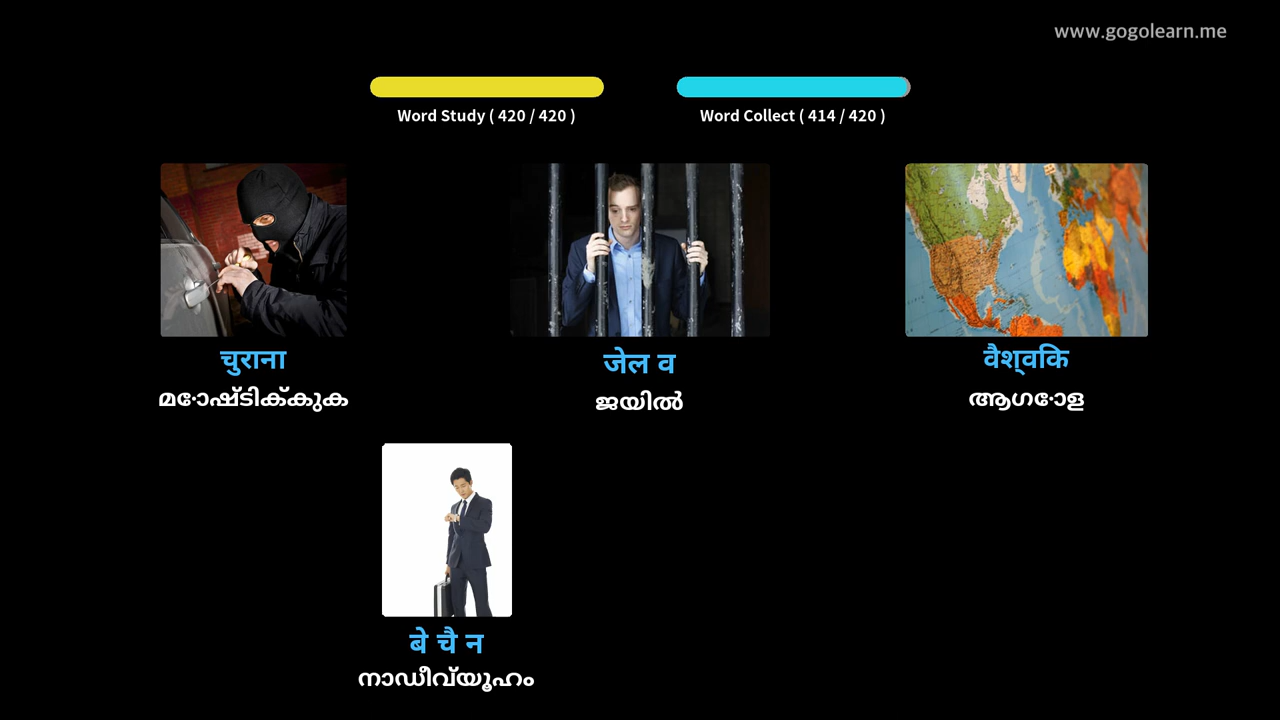 www.gogolearn.me
Word Study ( 420 / 420 )
Word Collect ( 414 / 420 )
चुराना
മോഷ്ടിക്കുക
जेल व
ജയിൽ
वैश्वकि
ആഗോള
बे चै न
നാഡീവ്യൂഹം